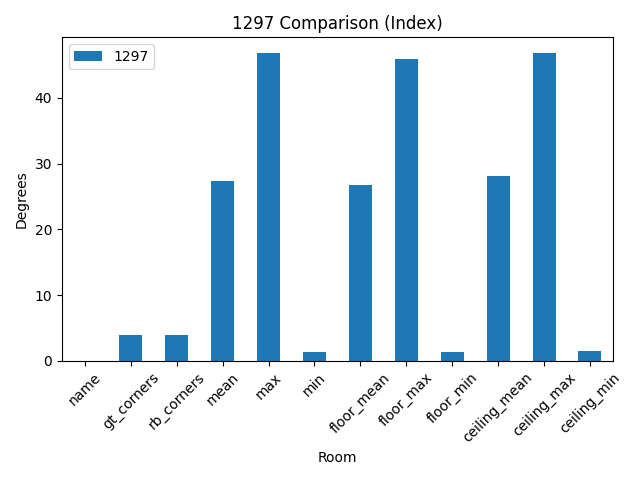 1297 Comparison (Index)
1297
Degrees
40
30
20
10
0
name
gt_corners
rb_corners
mean
max
min
floor_mean
floor_max
floor_min
ceiling_mean
ceiling_max
ceiling_min
Room